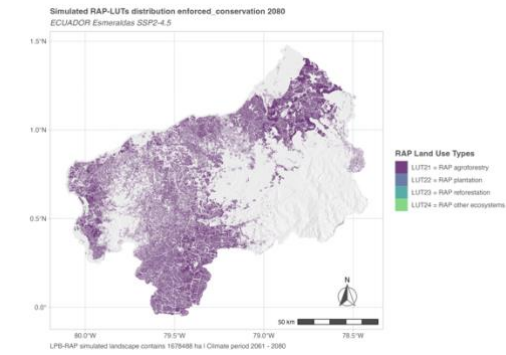 Simulated RAP-LUTs distribution enforced_conservation 2080
ECUADOR Esmeraldas SSP2-4.5
1.5°N
1.0°N
0.5°N
0.0°
80.0°W
79.5°W
79.0°W
78.5°W
N
50 km
RAP Land Use Types
LUT21 = RAP agroforestry
LUT22 = RAP plantation
LUT23 = RAP reforestation
LUT24 = RAP other ecosystems
LPB-RAP simulated landscape contains 1678488 ha I Climate period 2061 - 2080